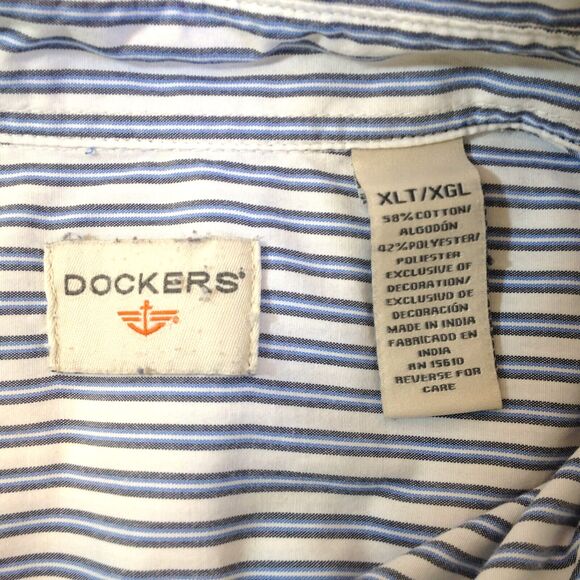 DOCKERS®
®
XLT/XGL
58% COTTON/
ALGODÓN
42% POLYESTER/
POLIESTER
EXCLUSIVE OF
DECORATION/
EXCLUSIVO DE
DECORACIÓN
MADE IN INDIA
FABRICADO EN
INDIA
RN 15610
REVERSE FOR
CARE